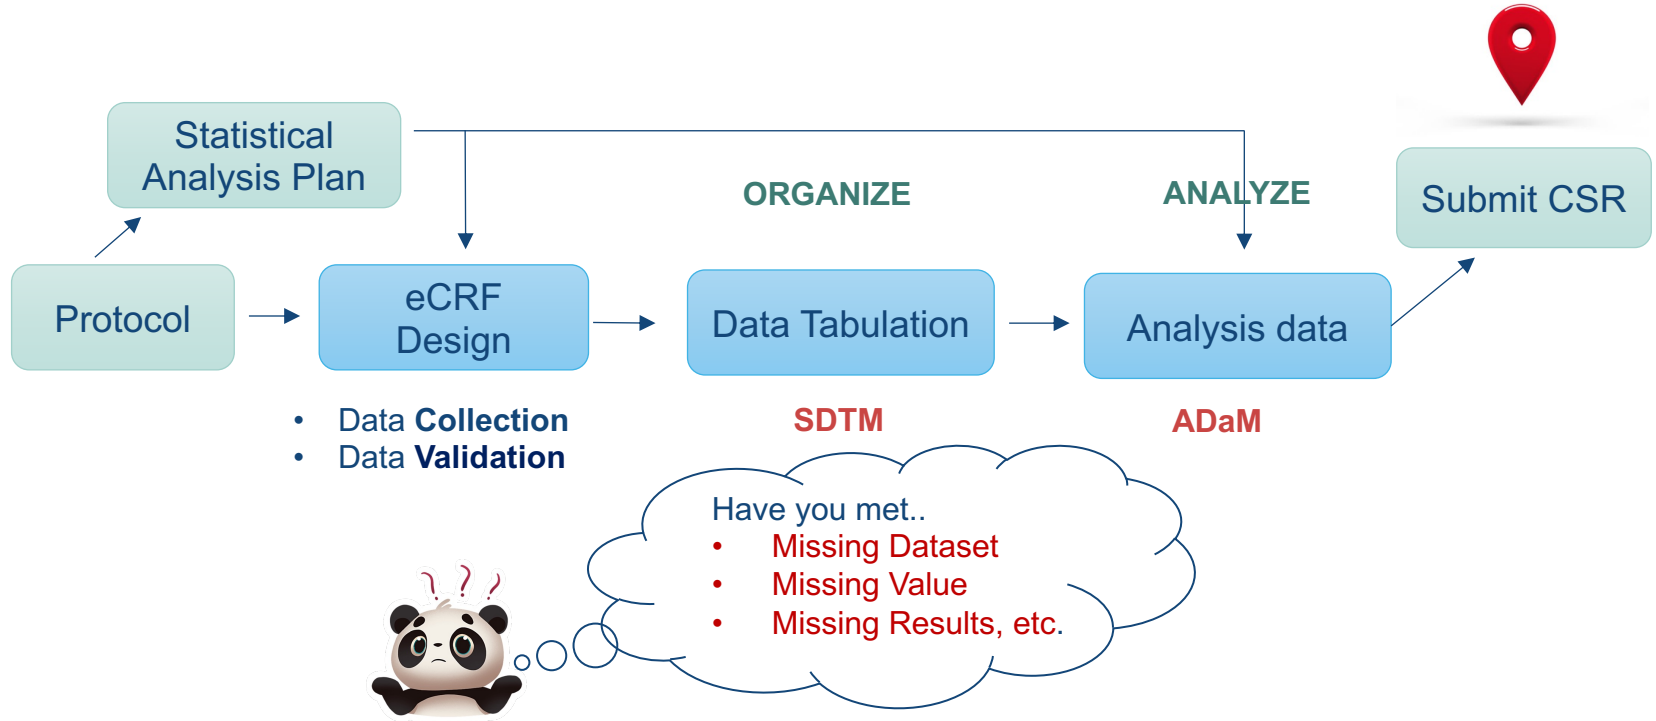 Statistical
Analysis Plan
ORGANIZE
ANALYZE
Submit CSR
Protocol
eCRF
Design
Data Tabulation
Analysis data
• Data Collection
• Data Validation
SDTM
ADaM
Have you met..
• Missing Dataset
• Missing Value
• Missing Results, etc.
???